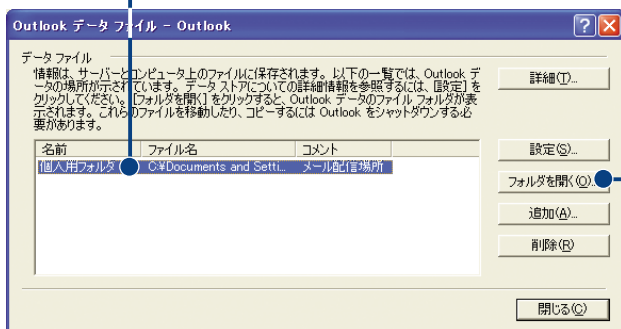 Outlook データ ファイル - Outlook
データ ファイル
情報は、サーバーとコンピュータ上のファイルに保存されます。以下の一覧では、Outlook デ
ータの場所が示されています。データ ストアについての詳細情報を参照するには、[設定] を
クリックしてください。[フォルダを開く] をクリックすると、Outlook データのファイル フォルダが表
示されます。これらのファイルを移動したり、コピーするには Outlook をシャットダウンする必
要があります。
詳細(T)...
名前 ファイル名 コメント
個人用フォルダ C:¥Documents and Setti... メール配信場所
設定(S)...
フォルダを開く(O)...
追加(A)...
削除(R)
閉じる(C)